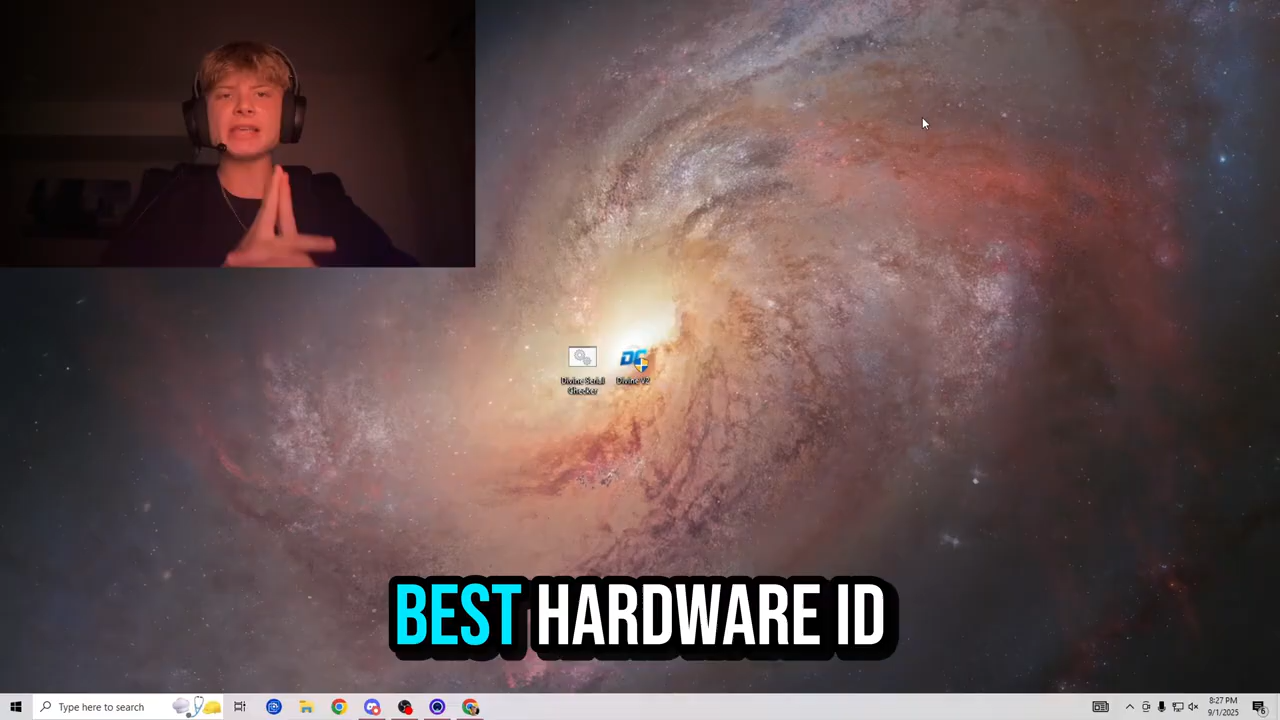 Divine Serial
Checker
Divine V2
BEST HARDWARE ID
Type here to search
8:27 PM
9/1/2025